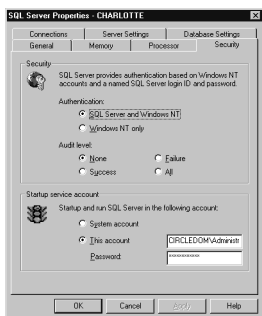 SQL Server Properties - CHARLOTTE
Connections Server Settings Database Settings
General Memory Processor Security
Security
SQL Server provides authentication based on Windows NT
accounts and a named SQL Server login ID and password.
Authentication:
SQL Server and Windows NT
Windows NT only
Audit level:
None Failure
Success All
Startup service account
Startup and run SQL Server in the following account:
System account
This account CIRCLEDOM\Administr
Password: xxxxxxxxxxx
OK Cancel Apply Help